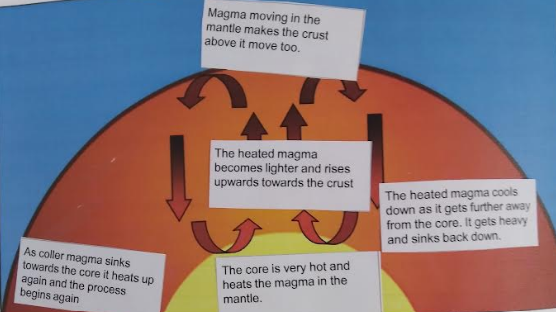 Magma moving in the
mantle makes the crust
above it move too.
The heated magma
becomes lighter and rises
upwards towards the crust
The heated magma cools
down as it gets further away
from the core. It gets heavy
and sinks back down.
As coller magma sinks
towards the core it heats up
again and the process
begins again
The core is very hot and
heats the magma in the
mantle.